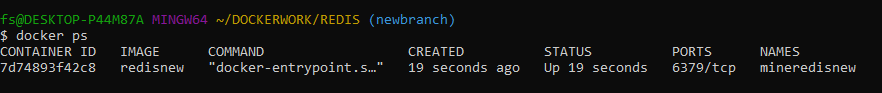 fs@DESKTOP-P44M87A MINGW64 ~/DOCKERWORK/REDIS (newbranch)
$ docker ps
CONTAINER ID   IMAGE      COMMAND                  CREATED          STATUS          PORTS      NAMES
7d74893f42c8   redisnew   "docker-entrypoint.s…"   19 seconds ago   Up 19 seconds   6379/tcp   mineredisnew